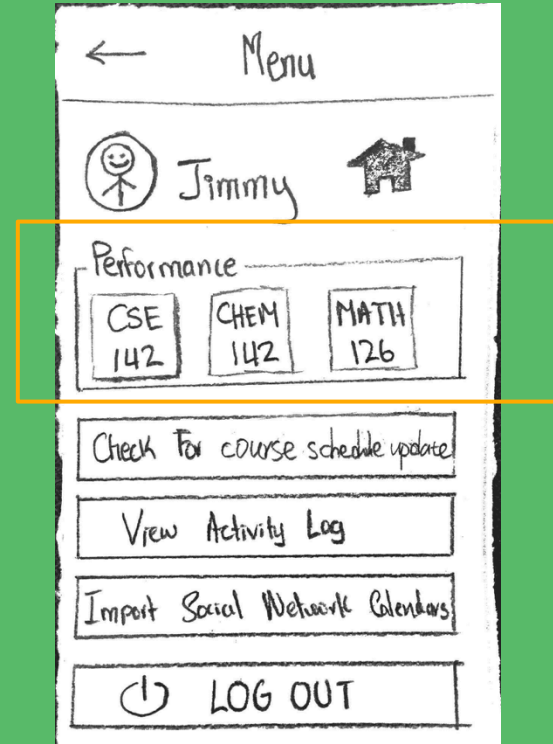 Menu
Jimmy
Performance
CSE CHEM MATH
142 142 126
Check For course schedule update
View Activity Log
Import Social Network Calendars
LOG OUT